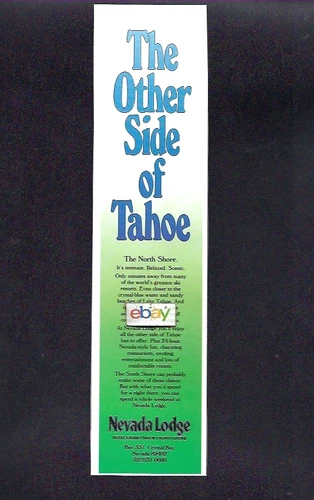 The
Other
Side
of
Tahoe
The North Shore.
It's intimate. Relaxed. Scenic.
Only minutes away from many
of the world's greatest ski
resorts. Even closer to the
crystal-blue water and sandy
beaches of Lake Tahoe. And
ebay
At Nevada Lodge you'll enjoy
all the other side of Tahoe
has to offer. Plus 24-hour
Nevada-style fun, charming
restaurants, exciting
entertainment and lots of
comfortable rooms.
The South Shore can probably
make some of these claims.
But with what you'd spend
for a night there, you can
spend a whole weekend at
Nevada Lodge.
Nevada Lodge
Crystal Bay
Nevada